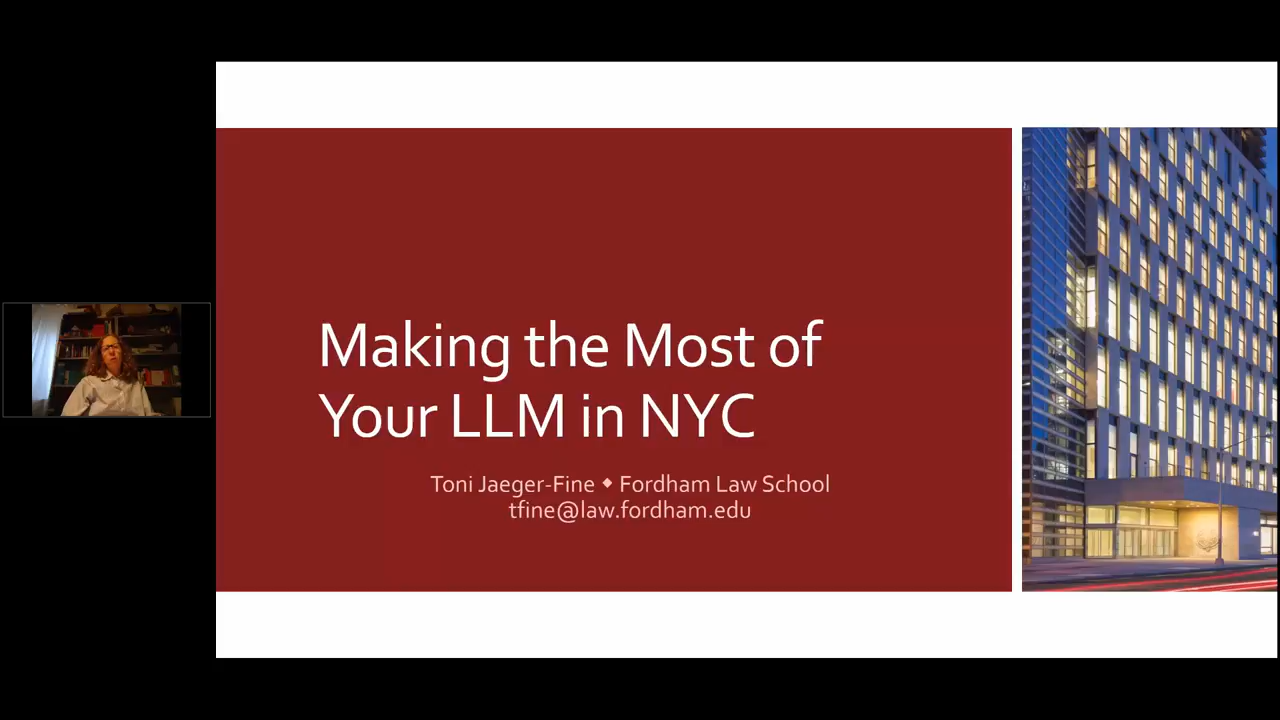 Making the Most of
Your LLM in NYC
Toni Jaeger-Fine ◆ Fordham Law School
tfine@law.fordham.edu